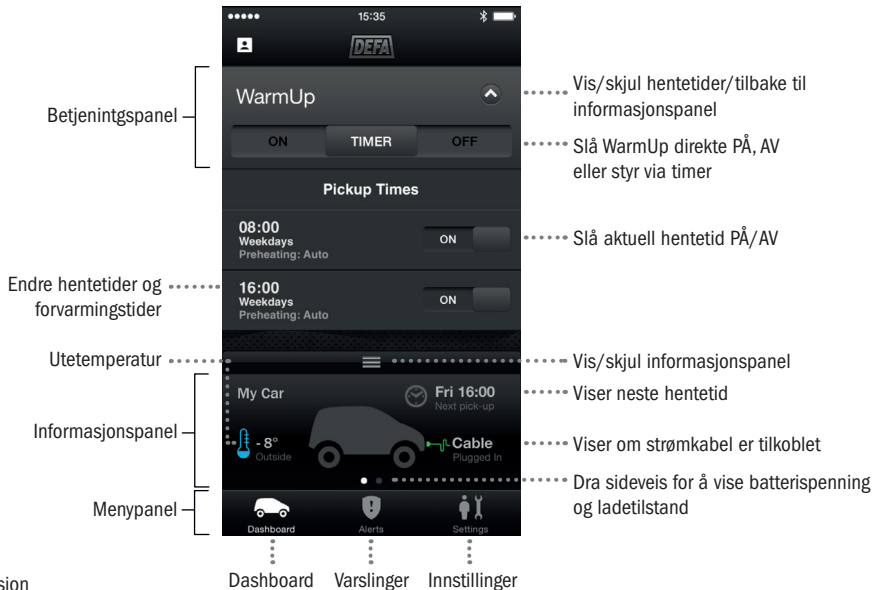 15:35
DEFA
WarmUp
ON TIMER OFF
Pickup Times
08:00
Weekdays
Preheating: Auto
ON
16:00
Weekdays
Preheating: Auto
ON
My Car
Fri 16:00
Next pick-up
- 8°
Outside
Cable
Plugged In
Dashboard Alerts Settings
Betjenintgspanel
Endre hentetider og
forvarmingstider
Utetemperatur
Informasjonspanel
Menypanel
Vis/skjul hentetider/tilbake til
informasjonspanel
Slå WarmUp direkte PÅ, AV
eller styr via timer
Slå aktuell hentetid PÅ/AV
Vis/skjul informasjonspanel
Viser neste hentetid
Viser om strømkabel er tilkoblet
Dra sideveis for å vise batterispenning
og ladetilstand
Dashboard Varslinger Innstillinger
sjon